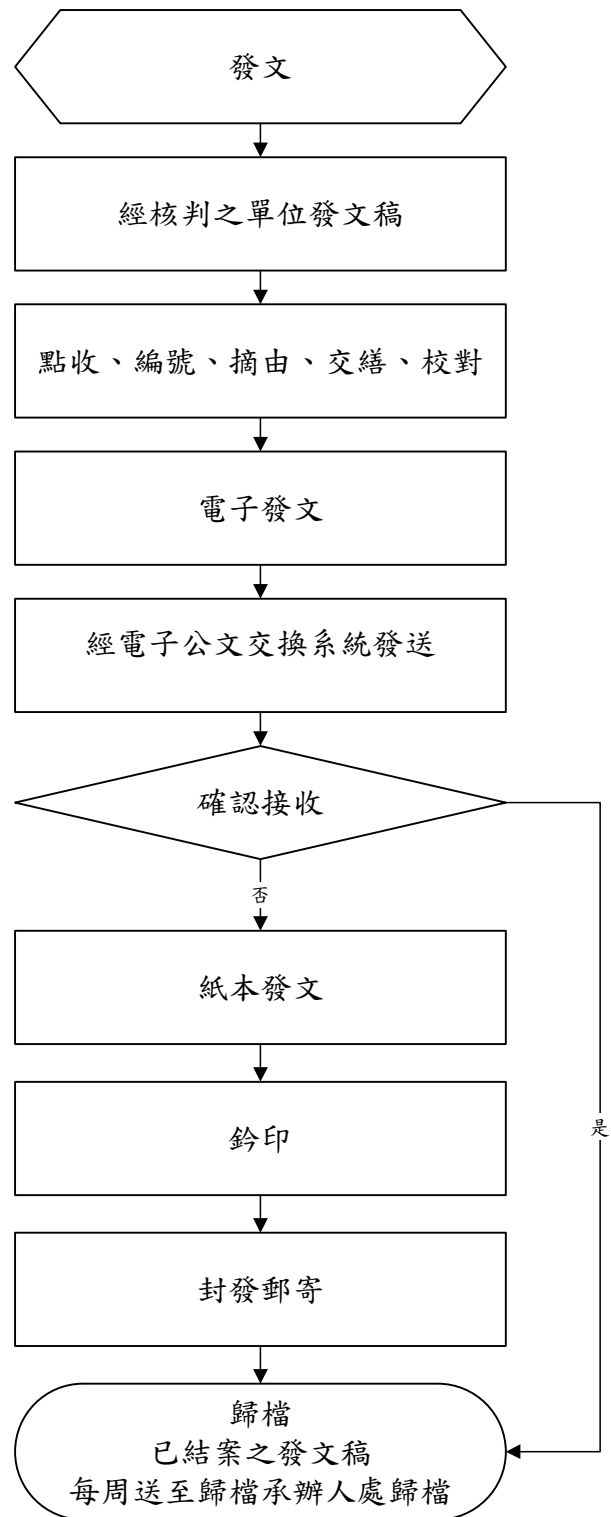 發文
經核判之單位發文稿
點收、編號、摘由、交繕、校對
電子發文
經電子公文交換系統發送
確認接收
否
紙本發文
鈐印
是
封發郵寄
歸檔
已結案之發文稿
每周送至歸檔承辦人處歸檔